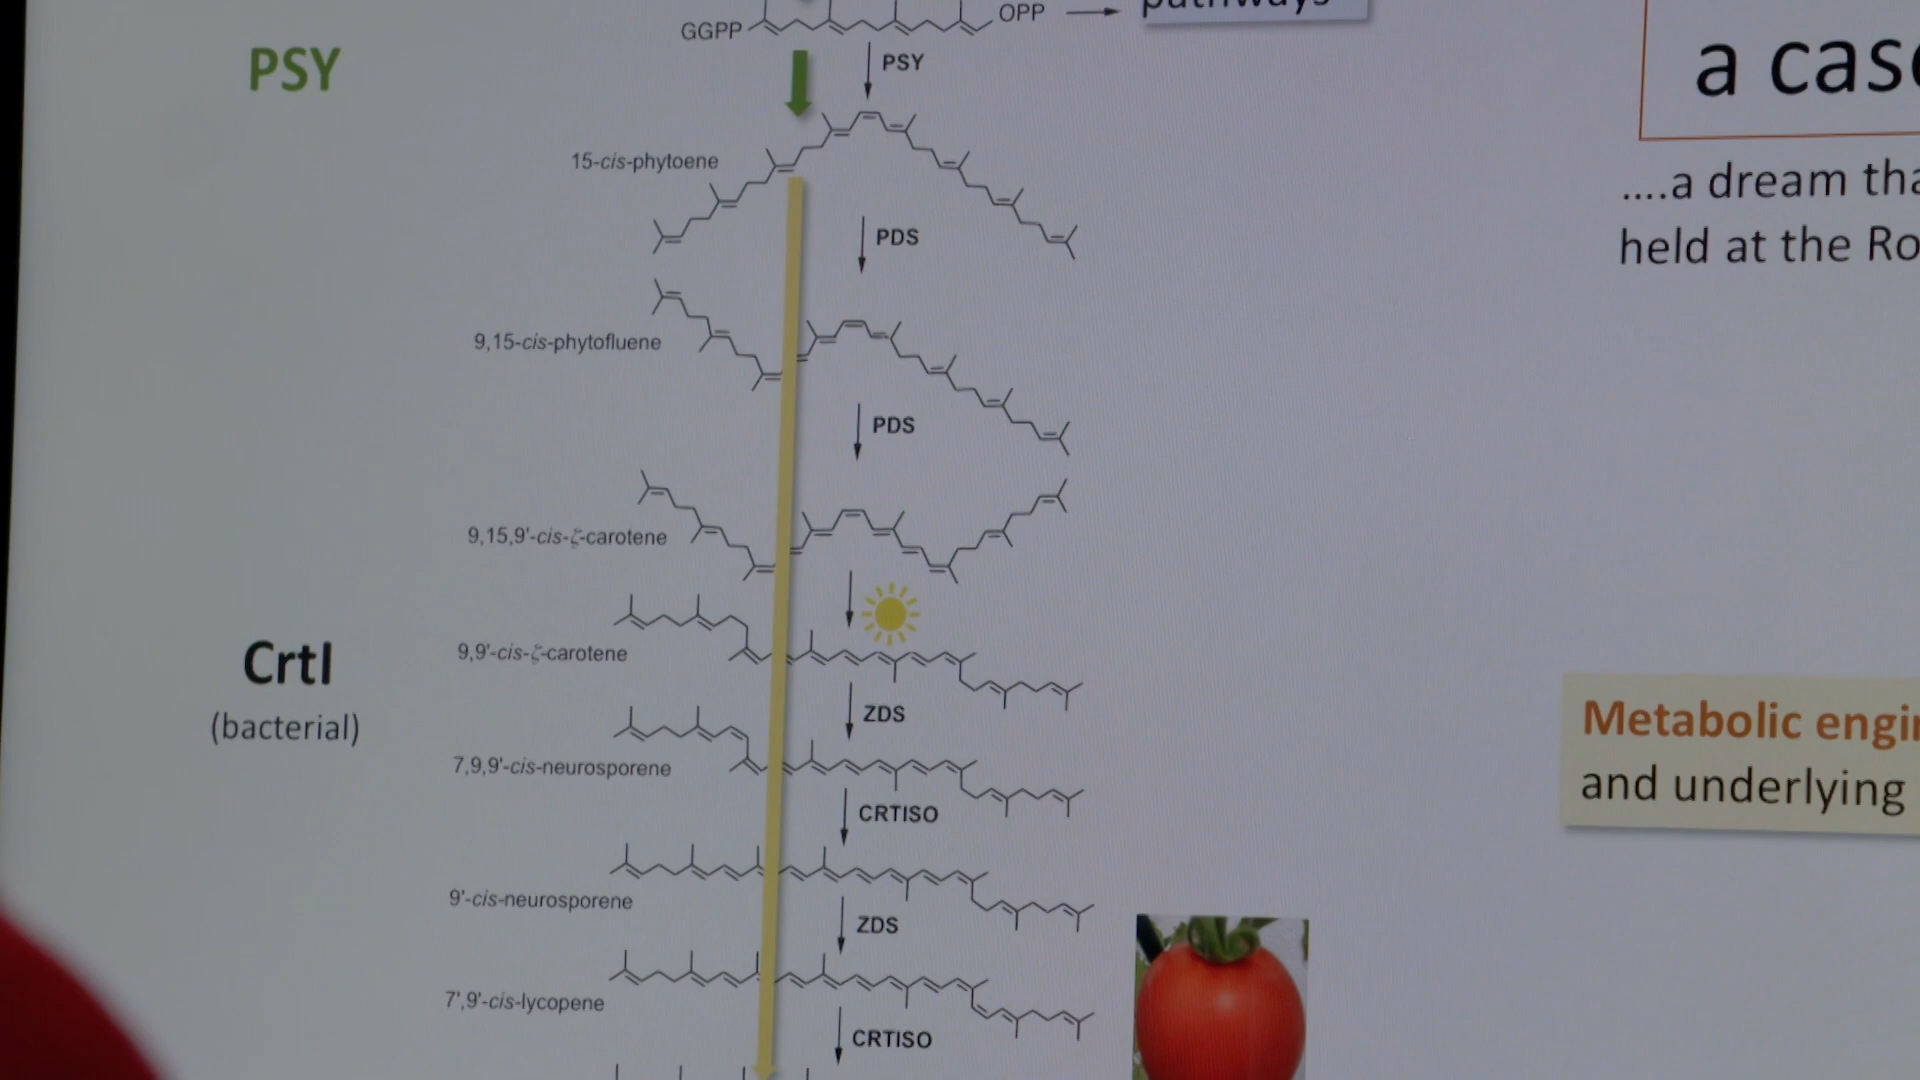 GGPP
OPP
pathways
PSY
PSY
a case
15-cis-phytoene
....a dream tha
held at the Ro
PDS
9,15-cis-phytofluene
PDS
9,15,9'-cis-ζ-carotene
9,9'-cis-ζ-carotene
CrtI
(bacterial)
ZDS
Metabolic engin
and underlying
7,9,9'-cis-neurosporene
CRTISO
9'-cis-neurosporene
ZDS
7',9'-cis-lycopene
CRTISO